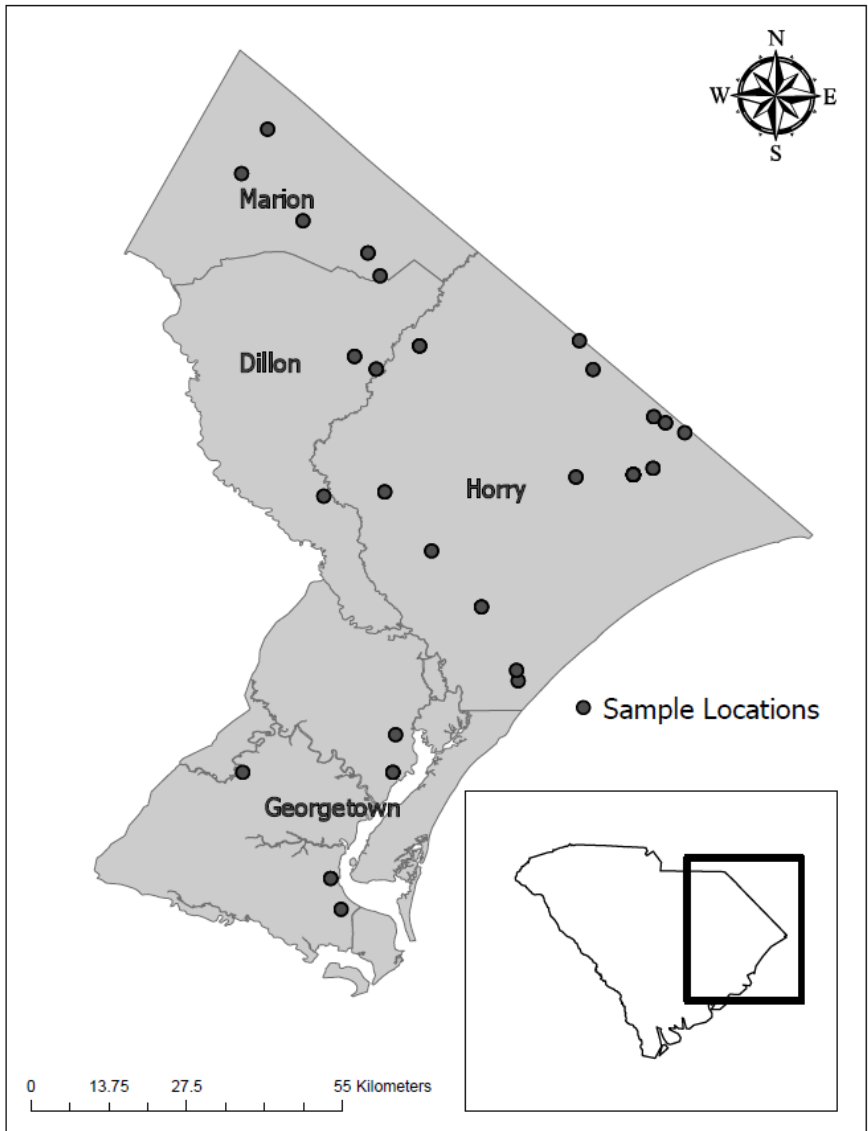 N
W E
S
Marion
Dillon
Horry
Sample Locations
Georgetown
0 13.75 27.5 55 Kilometers